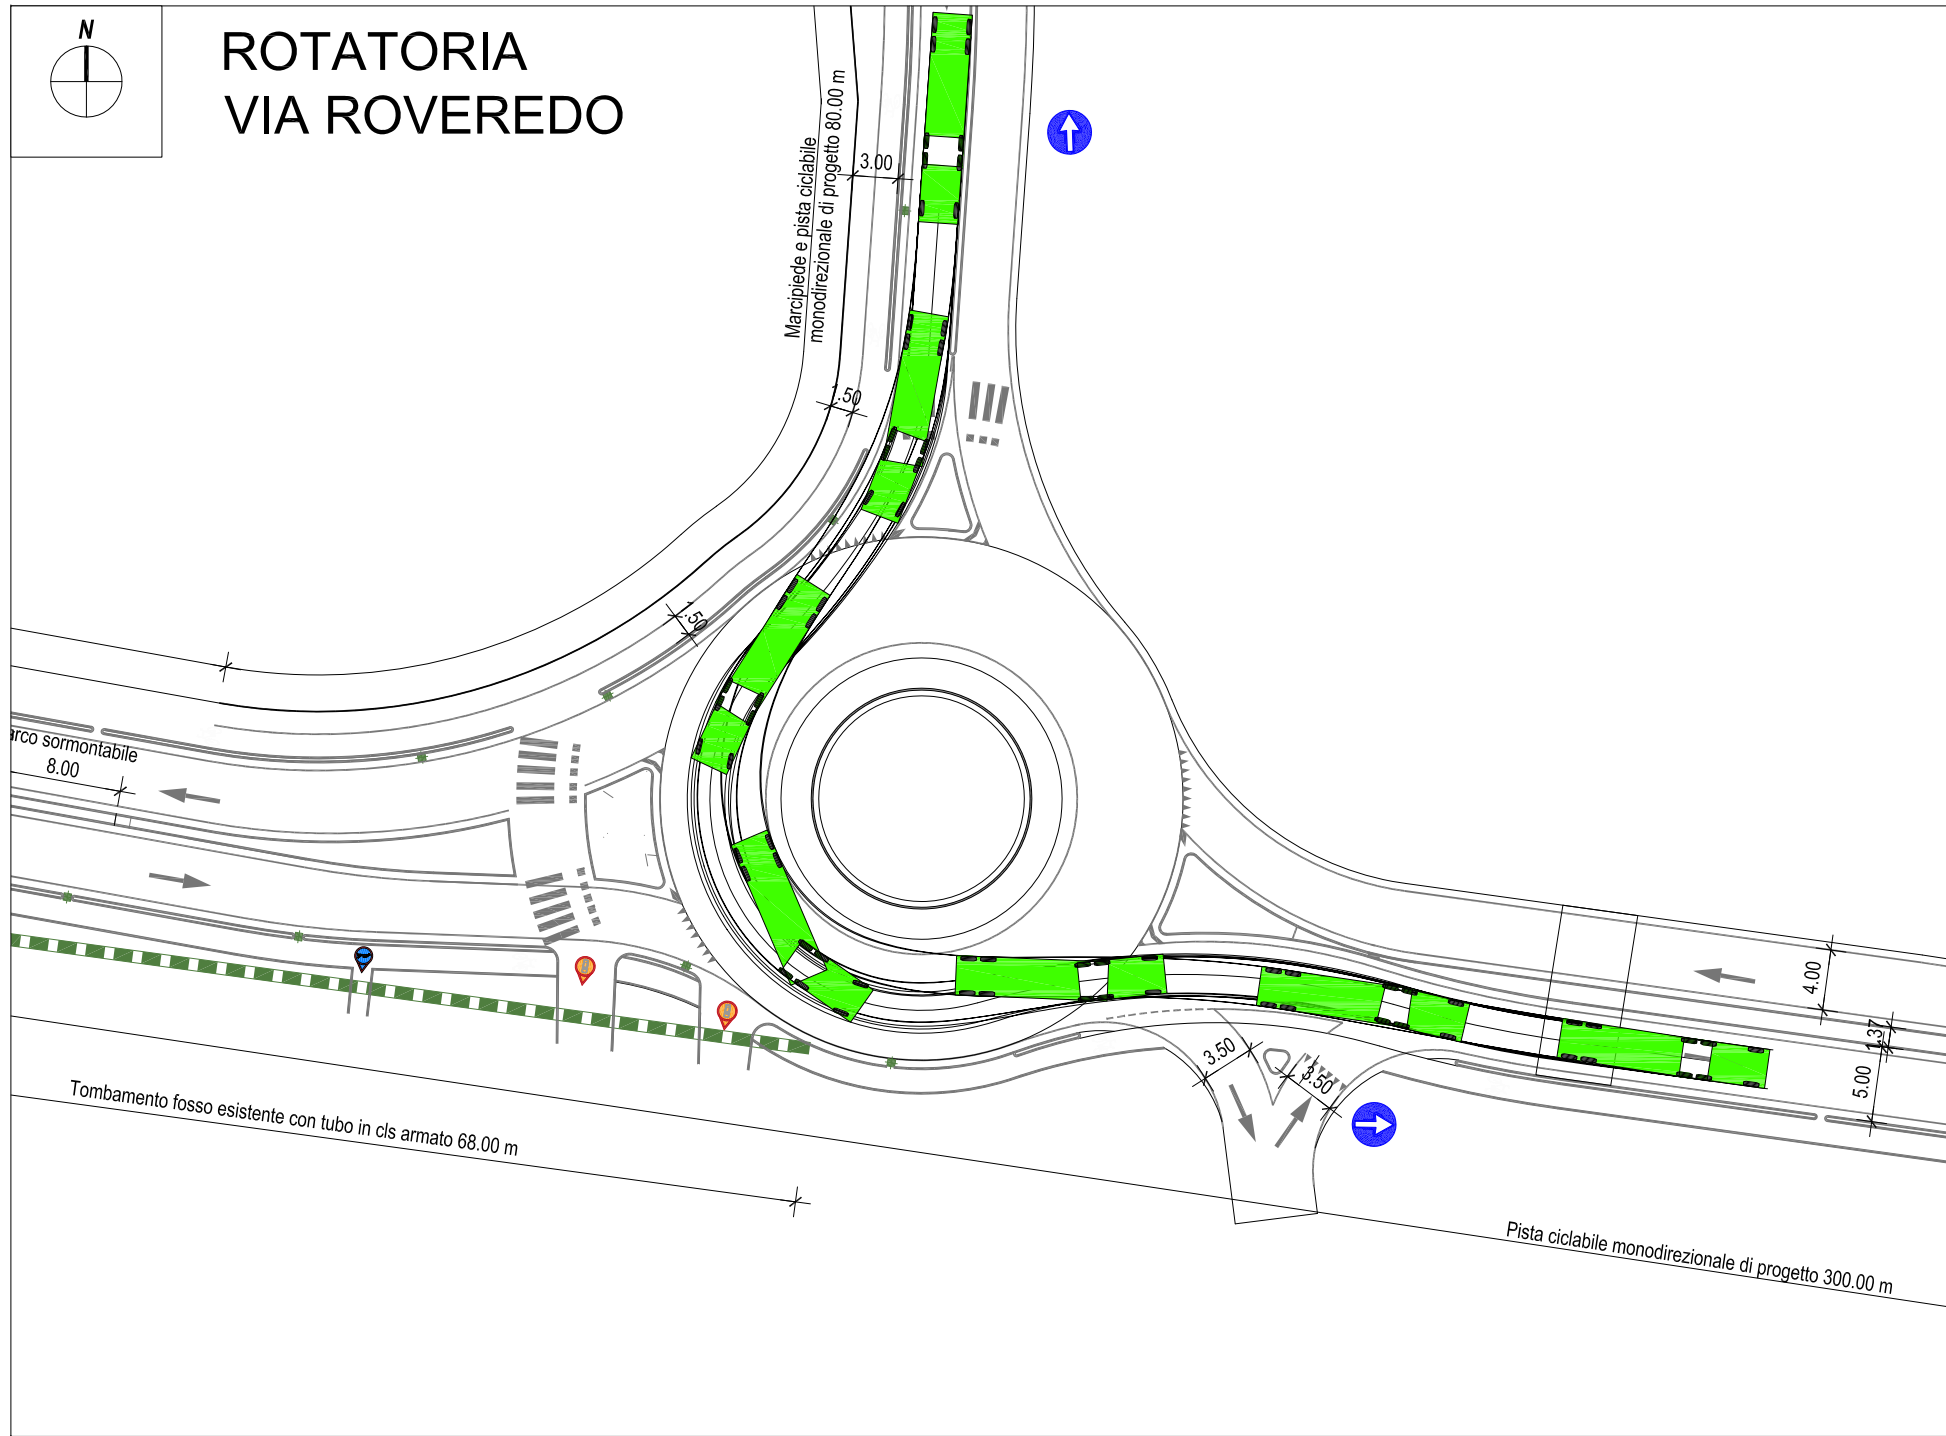 N
ROTATORIA
VIA ROVEREDO
Marcipiede e pista ciclabile
monodirezionale di progetto 80.00 m
3.00
1.50
1.50
arco sormontabile
8.00
4.00
1.37
5.00
3.50
3.50
Tombamento fosso esistente con tubo in cls armato 68.00 m
Pista ciclabile monodirezionale di progetto 300.00 m